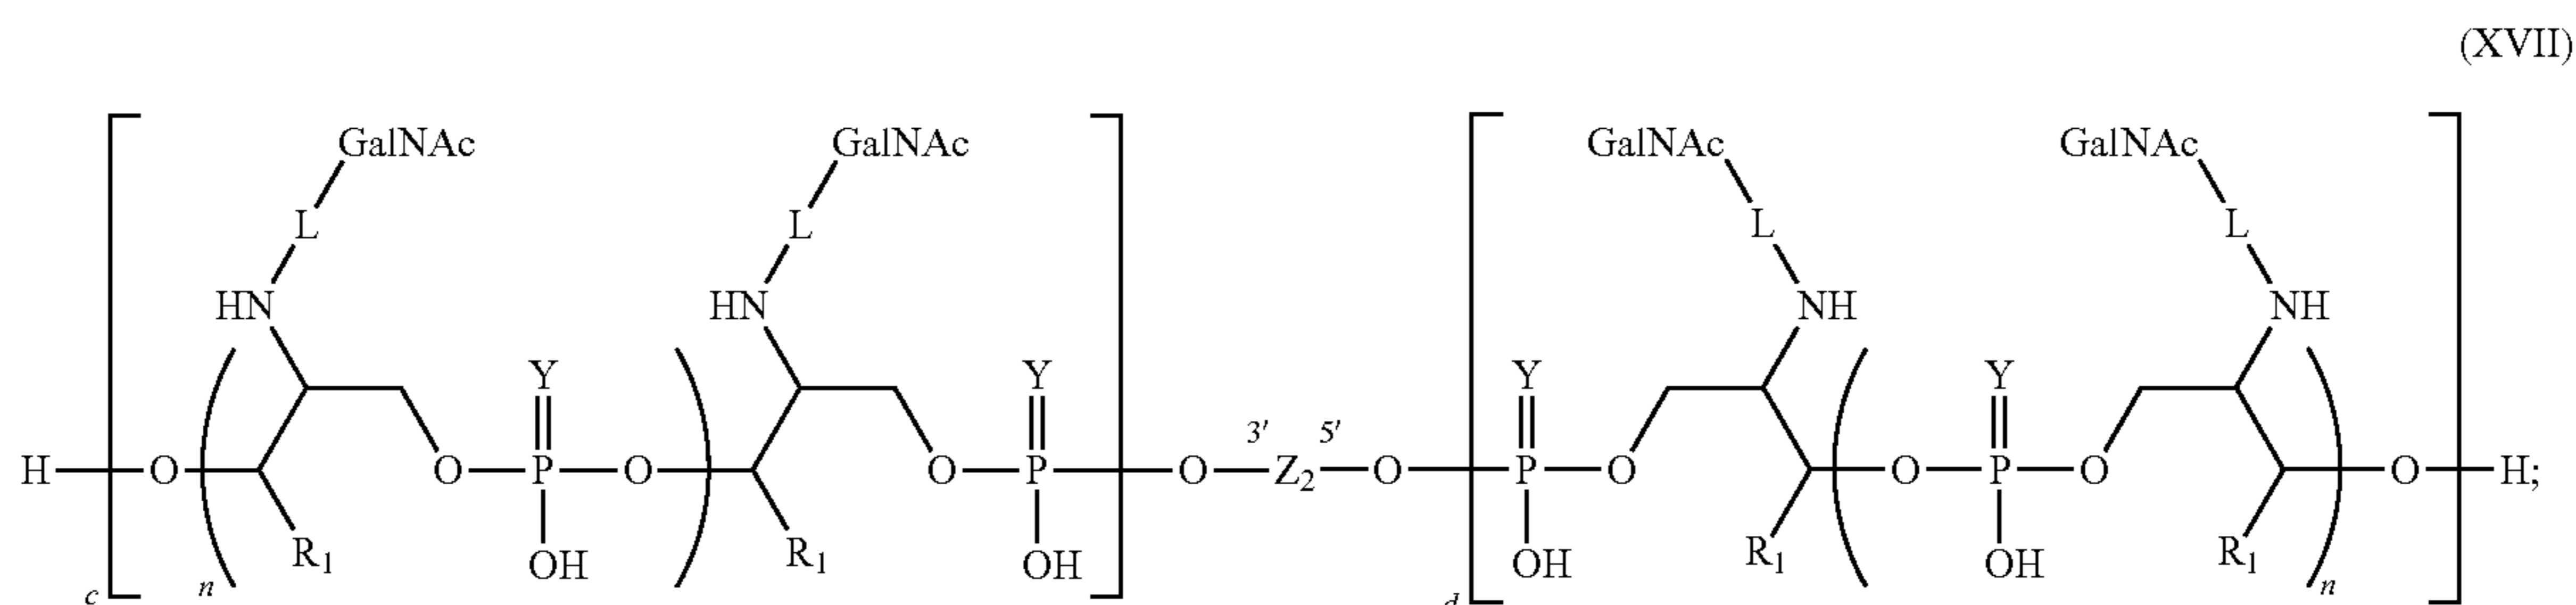 (XVII)
GalNAc GalNAc GalNAc GalNAc
L L L L
HN HN NH NH
Y Y Y Y
3' 5'
H O O P O O P O Z₂ O P O O P O O H;
R₁ OH R₁ OH OH R₁ OH R₁
c n d n